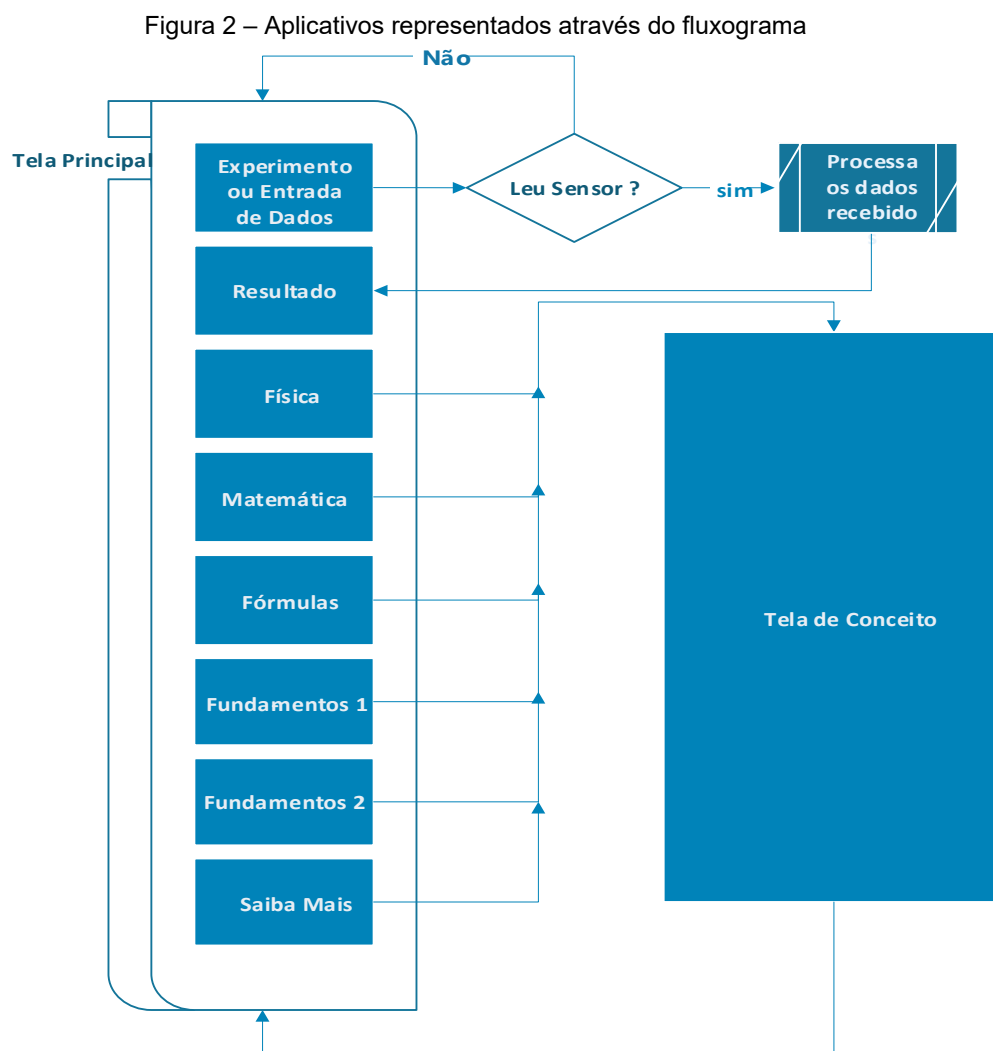 Figura 2 – Aplicativos representados através do fluxograma
Não
Tela Principal
Experimento
ou Entrada
de Dados
Leu Sensor ?
sim
Processa
os dados
recebido
s
Resultado
Física
Matemática
Fórmulas
Tela de Conceito
Fundamentos 1
Fundamentos 2
Saiba Mais